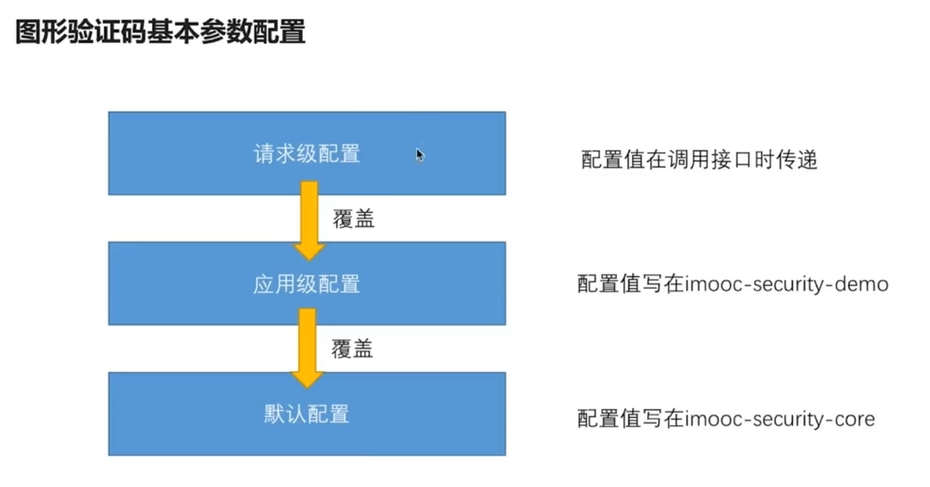 图形验证码基本参数配置
请求级配置
配置值在调用接口时传递
覆盖
应用级配置
配置值写在imooc-security-demo
覆盖
默认配置
配置值写在imooc-security-core